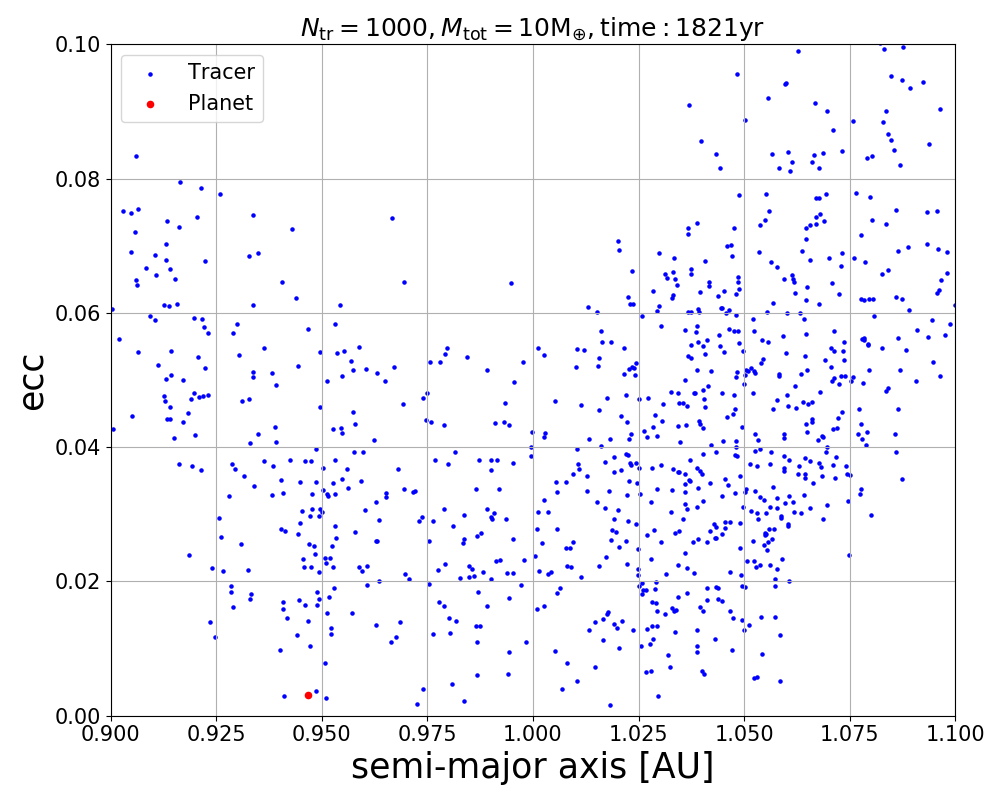 N_tr = 1000, M_tot = 10M_⊕, time : 1821yr
Tracer
Planet
ecc
0.10
0.08
0.06
0.04
0.02
0.00
0.900 0.925 0.950 0.975 1.000 1.025 1.050 1.075 1.100
semi-major axis [AU]